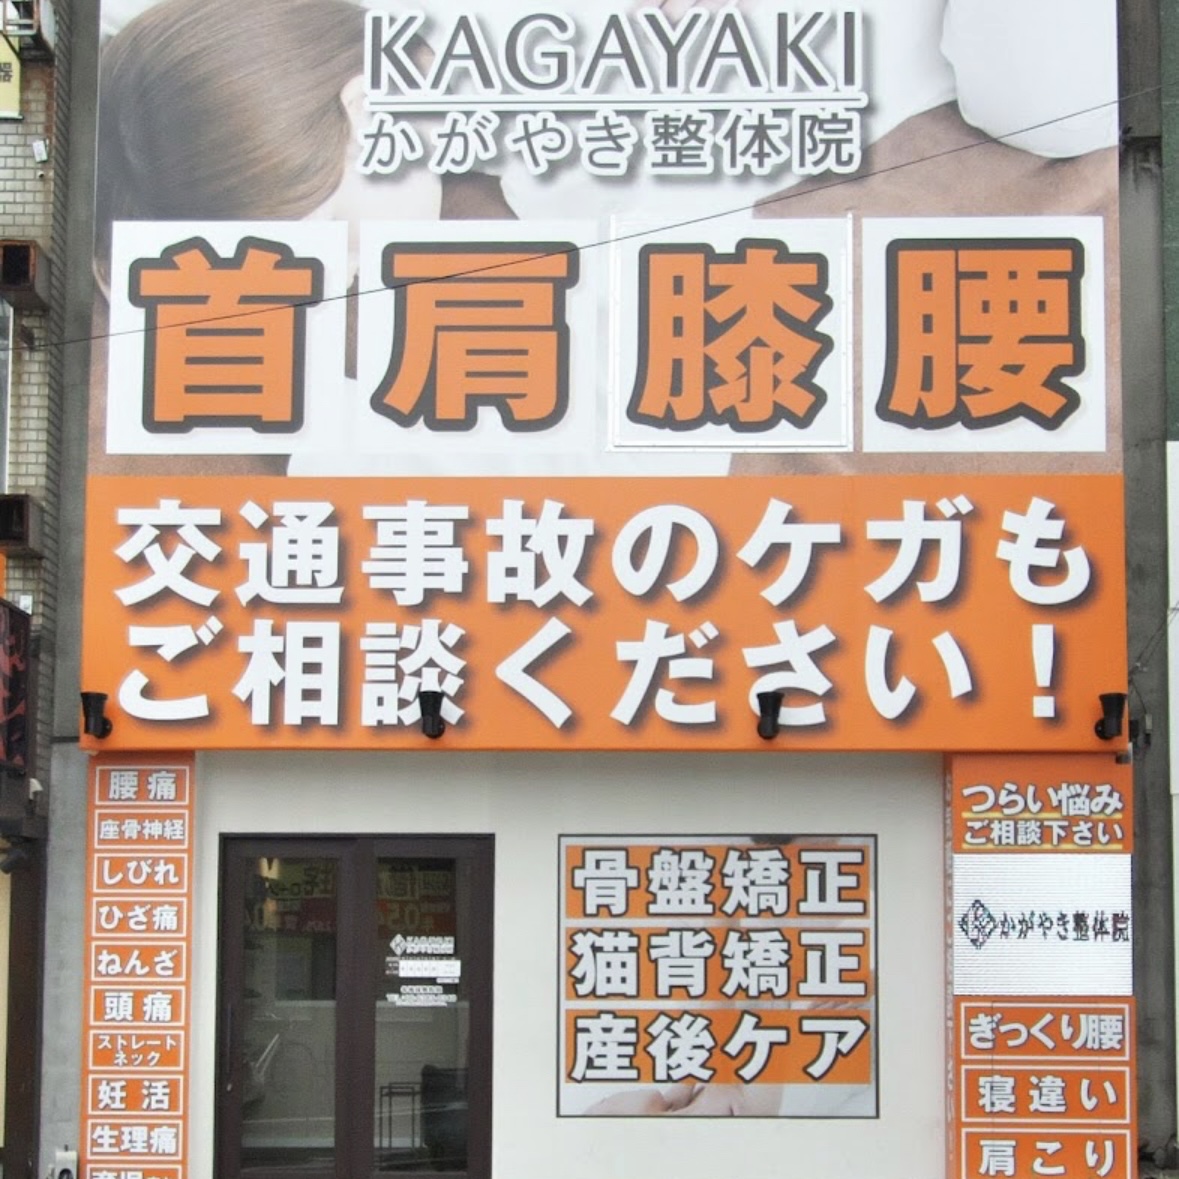 KAGAYAKI
かがやき整体院
首肩膝腰
交通事故のケガも
ご相談ください！
腰痛
座骨神経
しびれ
ひざ痛
ねんざ
頭痛
ストレート
ネック
妊活
生理痛
骨盤矯正
猫背矯正
産後ケア
つらい悩み
ご相談下さい
かがやき整体院
ぎっくり腰
寝違い
肩こり
器